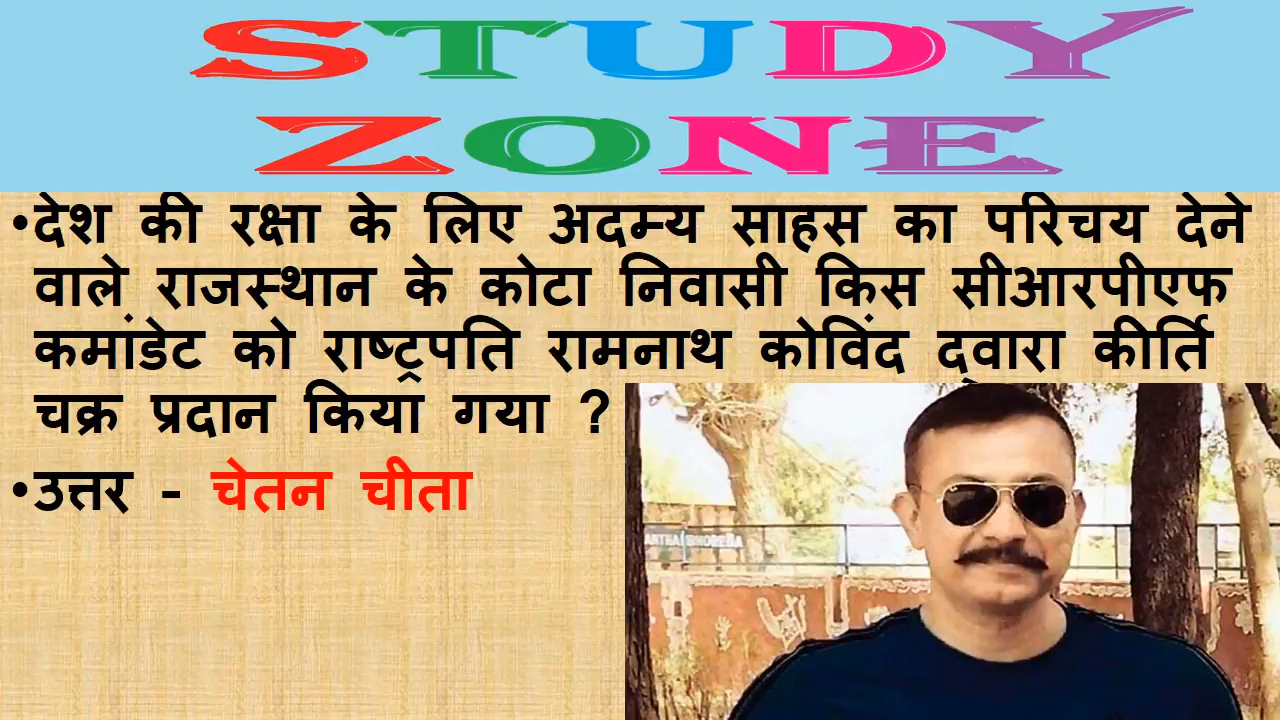 STUDY
ZONE
•देश की रक्षा के लिए अदम्य साहस का परिचय देने
वाले राजस्थान के कोटा निवासी किस सीआरपीएफ
कमांडेट को राष्ट्रपति रामनाथ कोविंद द्वारा कीर्ति
चक्र प्रदान किया गया ?
•उत्तर - चेतन चीता